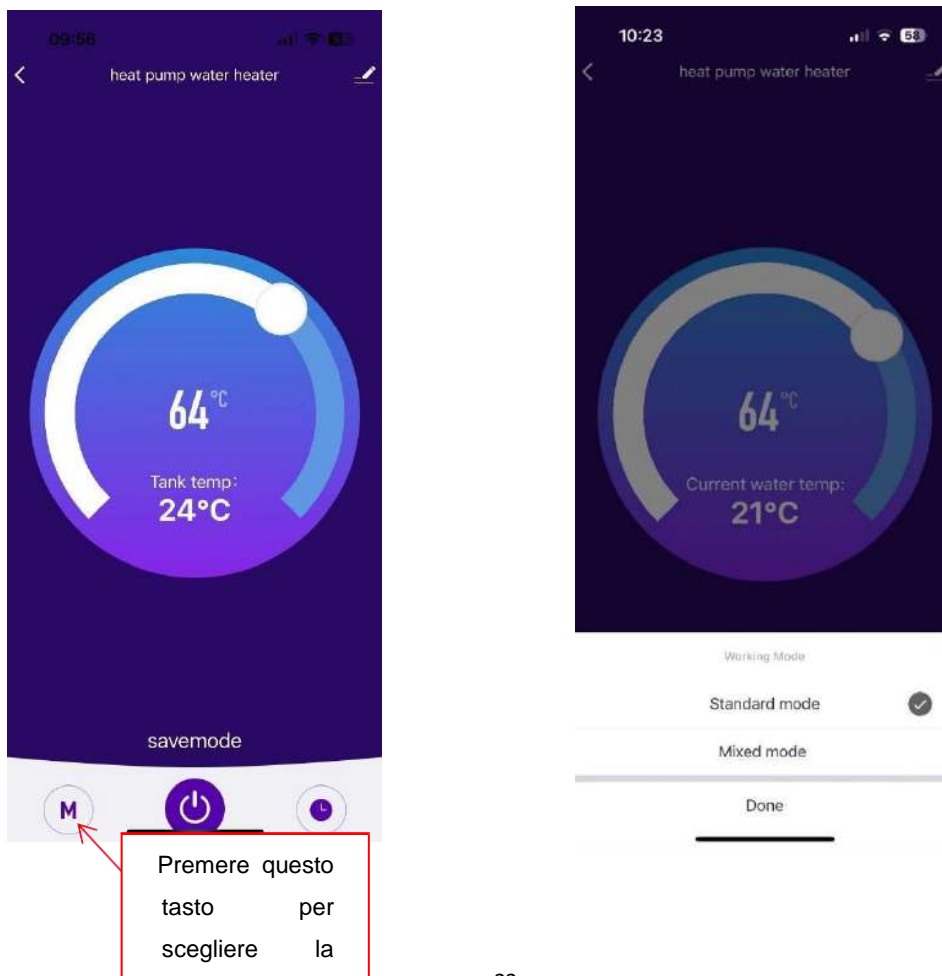 09:56
heat pump water heater
64°C
Tank temp:
24°C
savemode
M
Premere questo
tasto per
scegliere la
10:23
58
heat pump water heater
64°C
Current water temp:
21°C
Working Mode
Standard mode
Mixed mode
Done